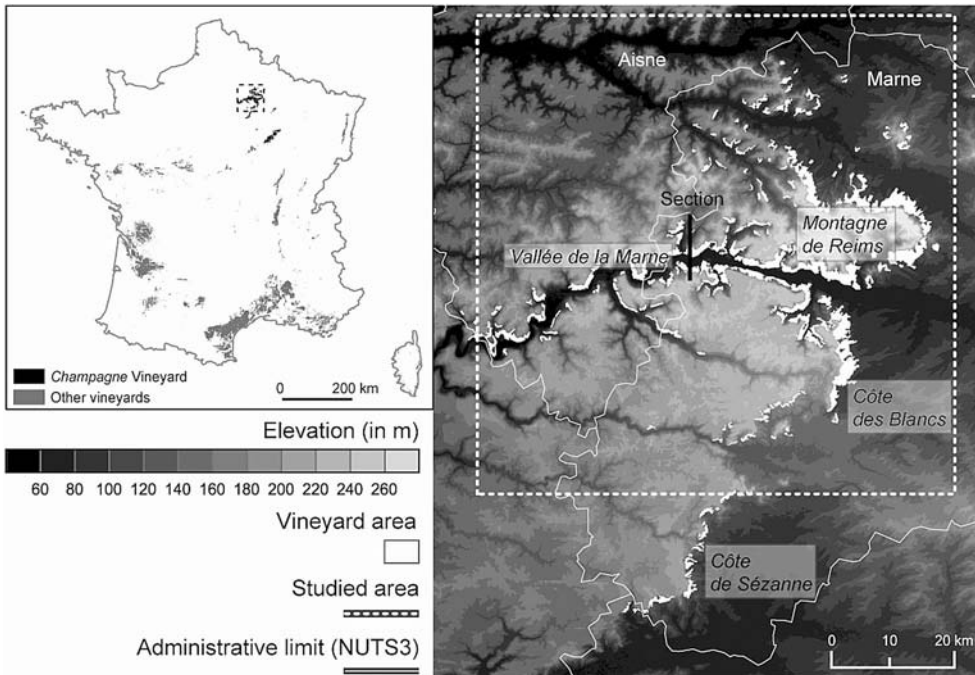 Champagne Vineyard
Other vineyards
0 200 km
Elevation (in m)
60 80 100 120 140 160 180 200 220 240 260
Vineyard area
Studied area
Administrative limit (NUTS3)
Aisne
Marne
Section
Montagne
de Reims
Vallée de la Marne
Côte
des Blancs
Côte
de Sézanne
0 10 20 km